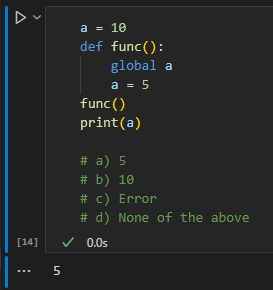 a = 10
def func():
    global a
    a = 5
func()
print(a)

# a) 5
# b) 10
# c) Error
# d) None of the above
[14] ✓ 0.0s
... 5